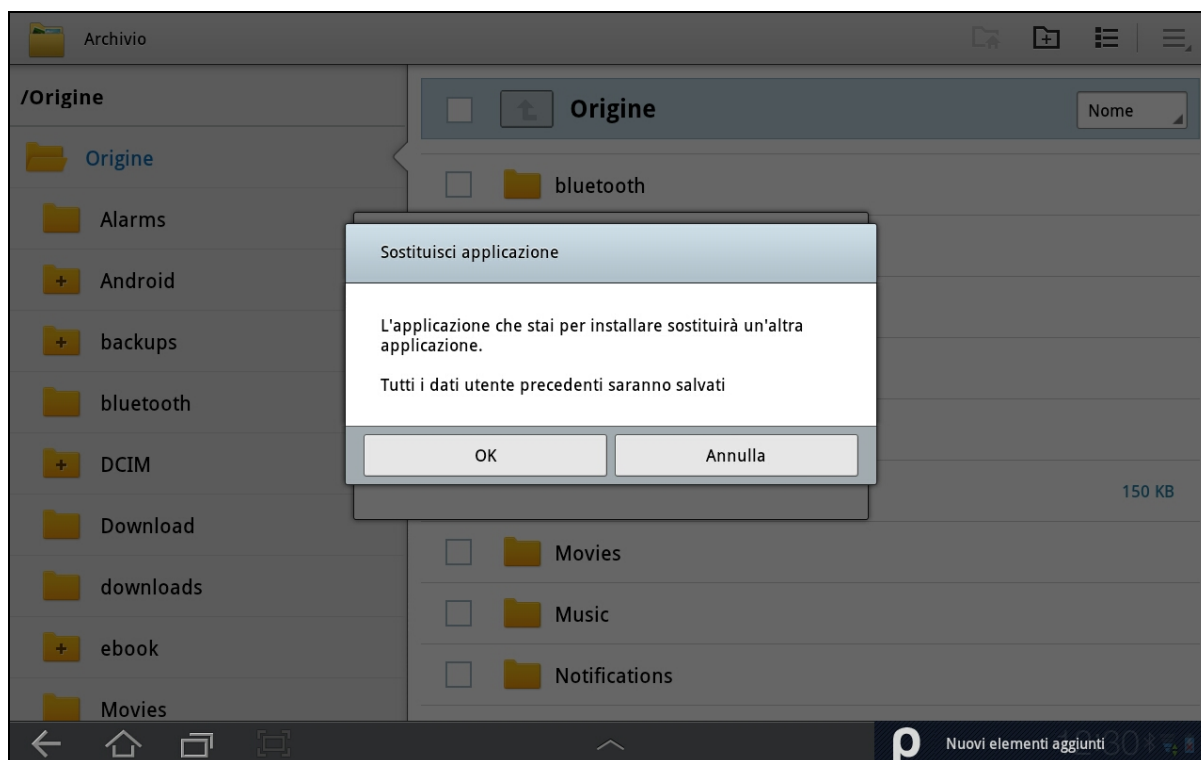 Archivio
/Origine
Origine
Alarms
Android
backups
bluetooth
DCIM
Download
downloads
ebook
Movies
Origine
Nome
bluetooth
Sostituisci applicazione
L'applicazione che stai per installare sostituirà un'altra
applicazione.
Tutti i dati utente precedenti saranno salvati
OK
Annulla
150 KB
Movies
Music
Notifications
Nuovi elementi aggiunti